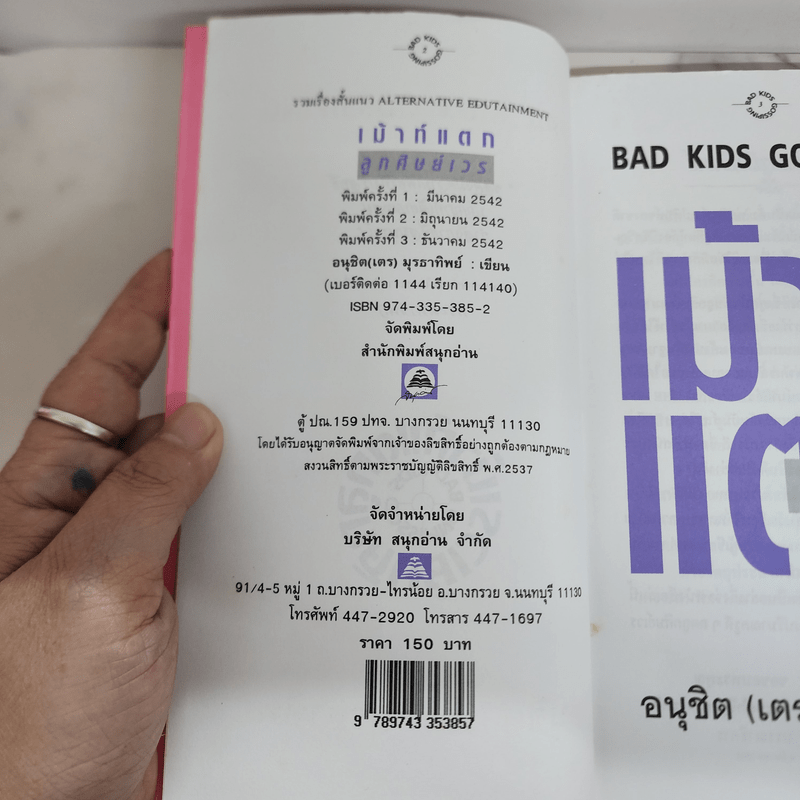 BAD KIDS GOSSIPING
รวมเรื่องสั้นแนว ALTERNATIVE EDUTAINMENT
เม้าท์แตก
ลูกศิษย์เวร
พิมพ์ครั้งที่ 1 : มีนาคม 2542
พิมพ์ครั้งที่ 2 : มิถุนายน 2542
พิมพ์ครั้งที่ 3 : ธันวาคม 2542
อนุชิต(เตร) มุรธาทิพย์ : เขียน
(เบอร์ติดต่อ 1144 เรียก 114140)
ISBN 974-335-385-2
จัดพิมพ์โดย
สำนักพิมพ์สนุกอ่าน
ตู้ ปณ.159 ปทจ. บางกรวย นนทบุรี 11130
โดยได้รับอนุญาตจัดพิมพ์จากเจ้าของลิขสิทธิ์อย่างถูกต้องตามกฎหมาย
สงวนสิทธิ์ตามพระราชบัญญัติลิขสิทธิ์ พ.ศ.2537
จัดจำหน่ายโดย
บริษัท สนุกอ่าน จำกัด
91/4-5 หมู่ 1 ถ.บางกรวย-ไทรน้อย อ.บางกรวย จ.นนทบุรี 11130
โทรศัพท์ 447-2920 โทรสาร 447-1697
ราคา 150 บาท
9 789743 353857
BAD KIDS GOSSIPING
3
BAD KIDS GO
เม้า
แต
อนุชิต (เตร